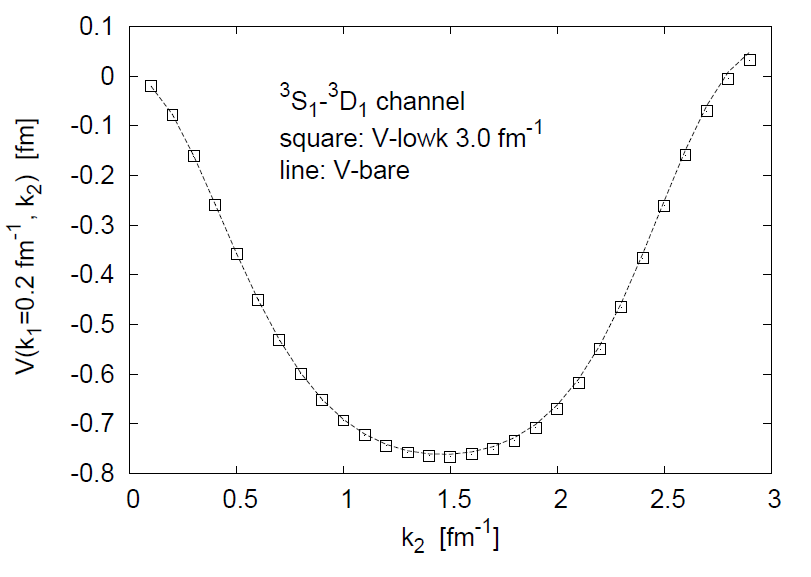 0.1
0
-0.1
-0.2
-0.3
-0.4
-0.5
-0.6
-0.7
-0.8
V(k₁=0.2 fm⁻¹, k₂) [fm]
³S₁-³D₁ channel
square: V-lowk 3.0 fm⁻¹
line: V-bare
0 0.5 1 1.5 2 2.5 3
k₂ [fm⁻¹]